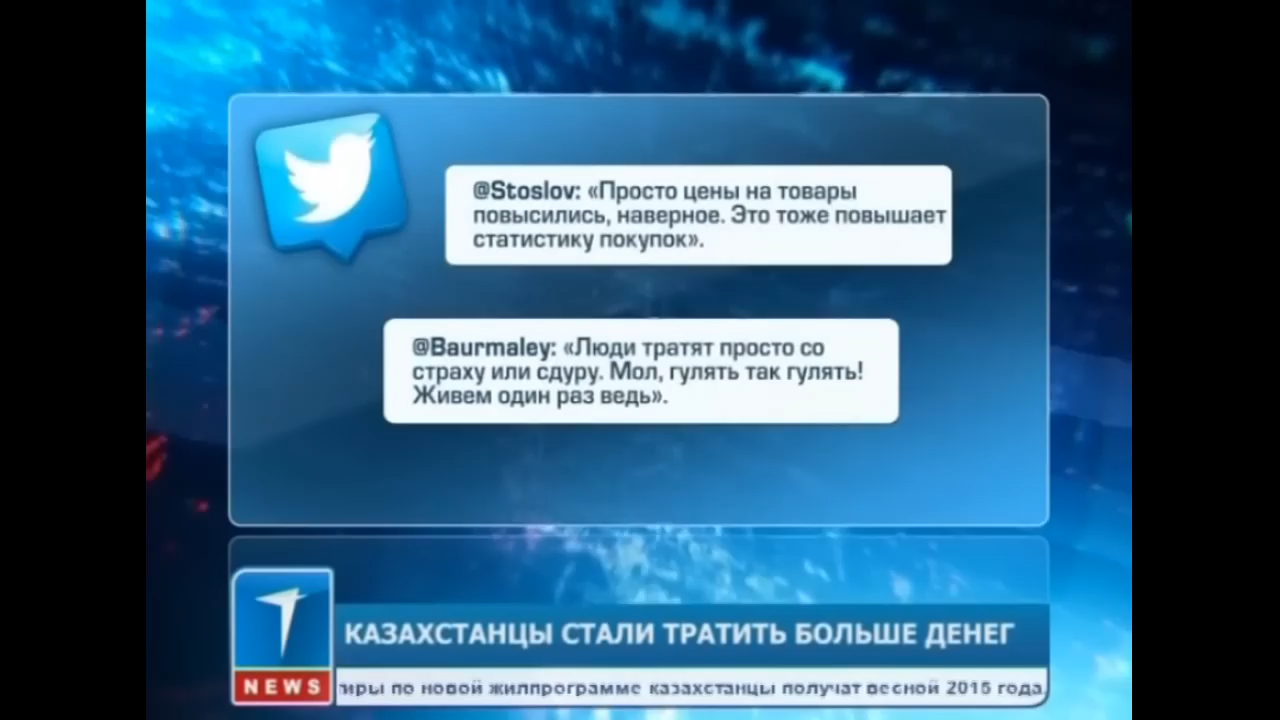 @Stoslov: «Просто цены на товары
повысились, наверное. Это тоже повышает
статистику покупок».
@Baurmaley: «Люди тратят просто со
страху или сдуру. Мол, гулять так гулять!
Живем один раз ведь».
КАЗАХСТАНЦЫ СТАЛИ ТРАТИТЬ БОЛЬШЕ ДЕНЕГ
NEWS
по новой жилпрограмме казахстанцы получат весной 2015 года